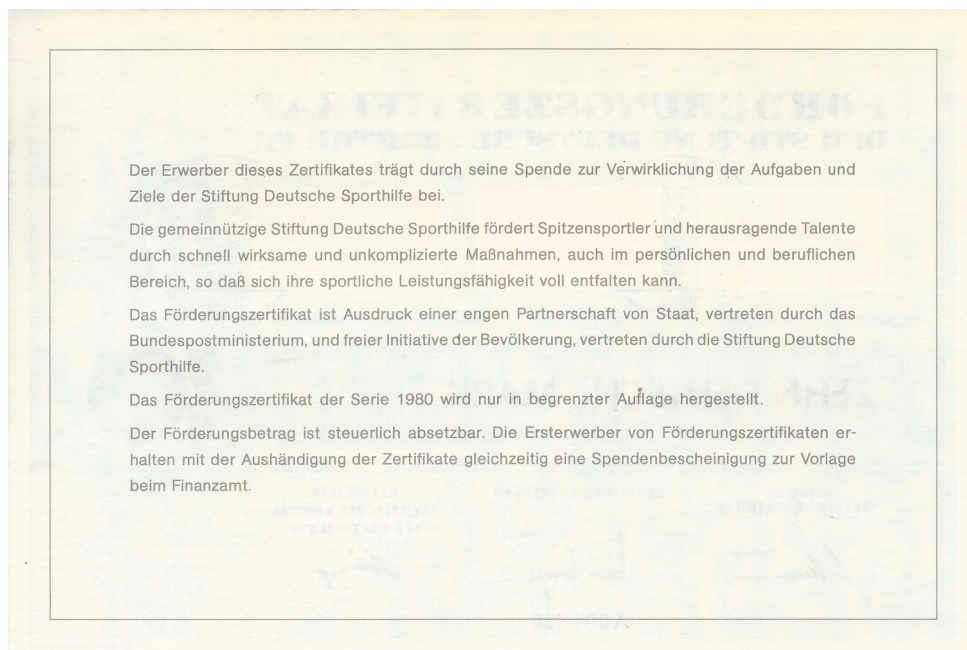 Der Erwerber dieses Zertifikates trägt durch seine Spende zur Verwirklichung der Aufgaben und
Ziele der Stiftung Deutsche Sporthilfe bei.
Die gemeinnützige Stiftung Deutsche Sporthilfe fördert Spitzensportler und herausragende Talente
durch schnell wirksame und unkomplizierte Maßnahmen, auch im persönlichen und beruflichen
Bereich, so daß sich ihre sportliche Leistungsfähigkeit voll entfalten kann.
Das Förderungszertifikat ist Ausdruck einer engen Partnerschaft von Staat, vertreten durch das
Bundespostministerium, und freier Initiative der Bevölkerung, vertreten durch die Stiftung Deutsche
Sporthilfe.
Das Förderungszertifikat der Serie 1980 wird nur in begrenzter Auflage hergestellt.
Der Förderungsbetrag ist steuerlich absetzbar. Die Ersterwerber von Förderungszertifikaten er-
halten mit der Aushändigung der Zertifikate gleichzeitig eine Spendenbescheinigung zur Vorlage
beim Finanzamt.